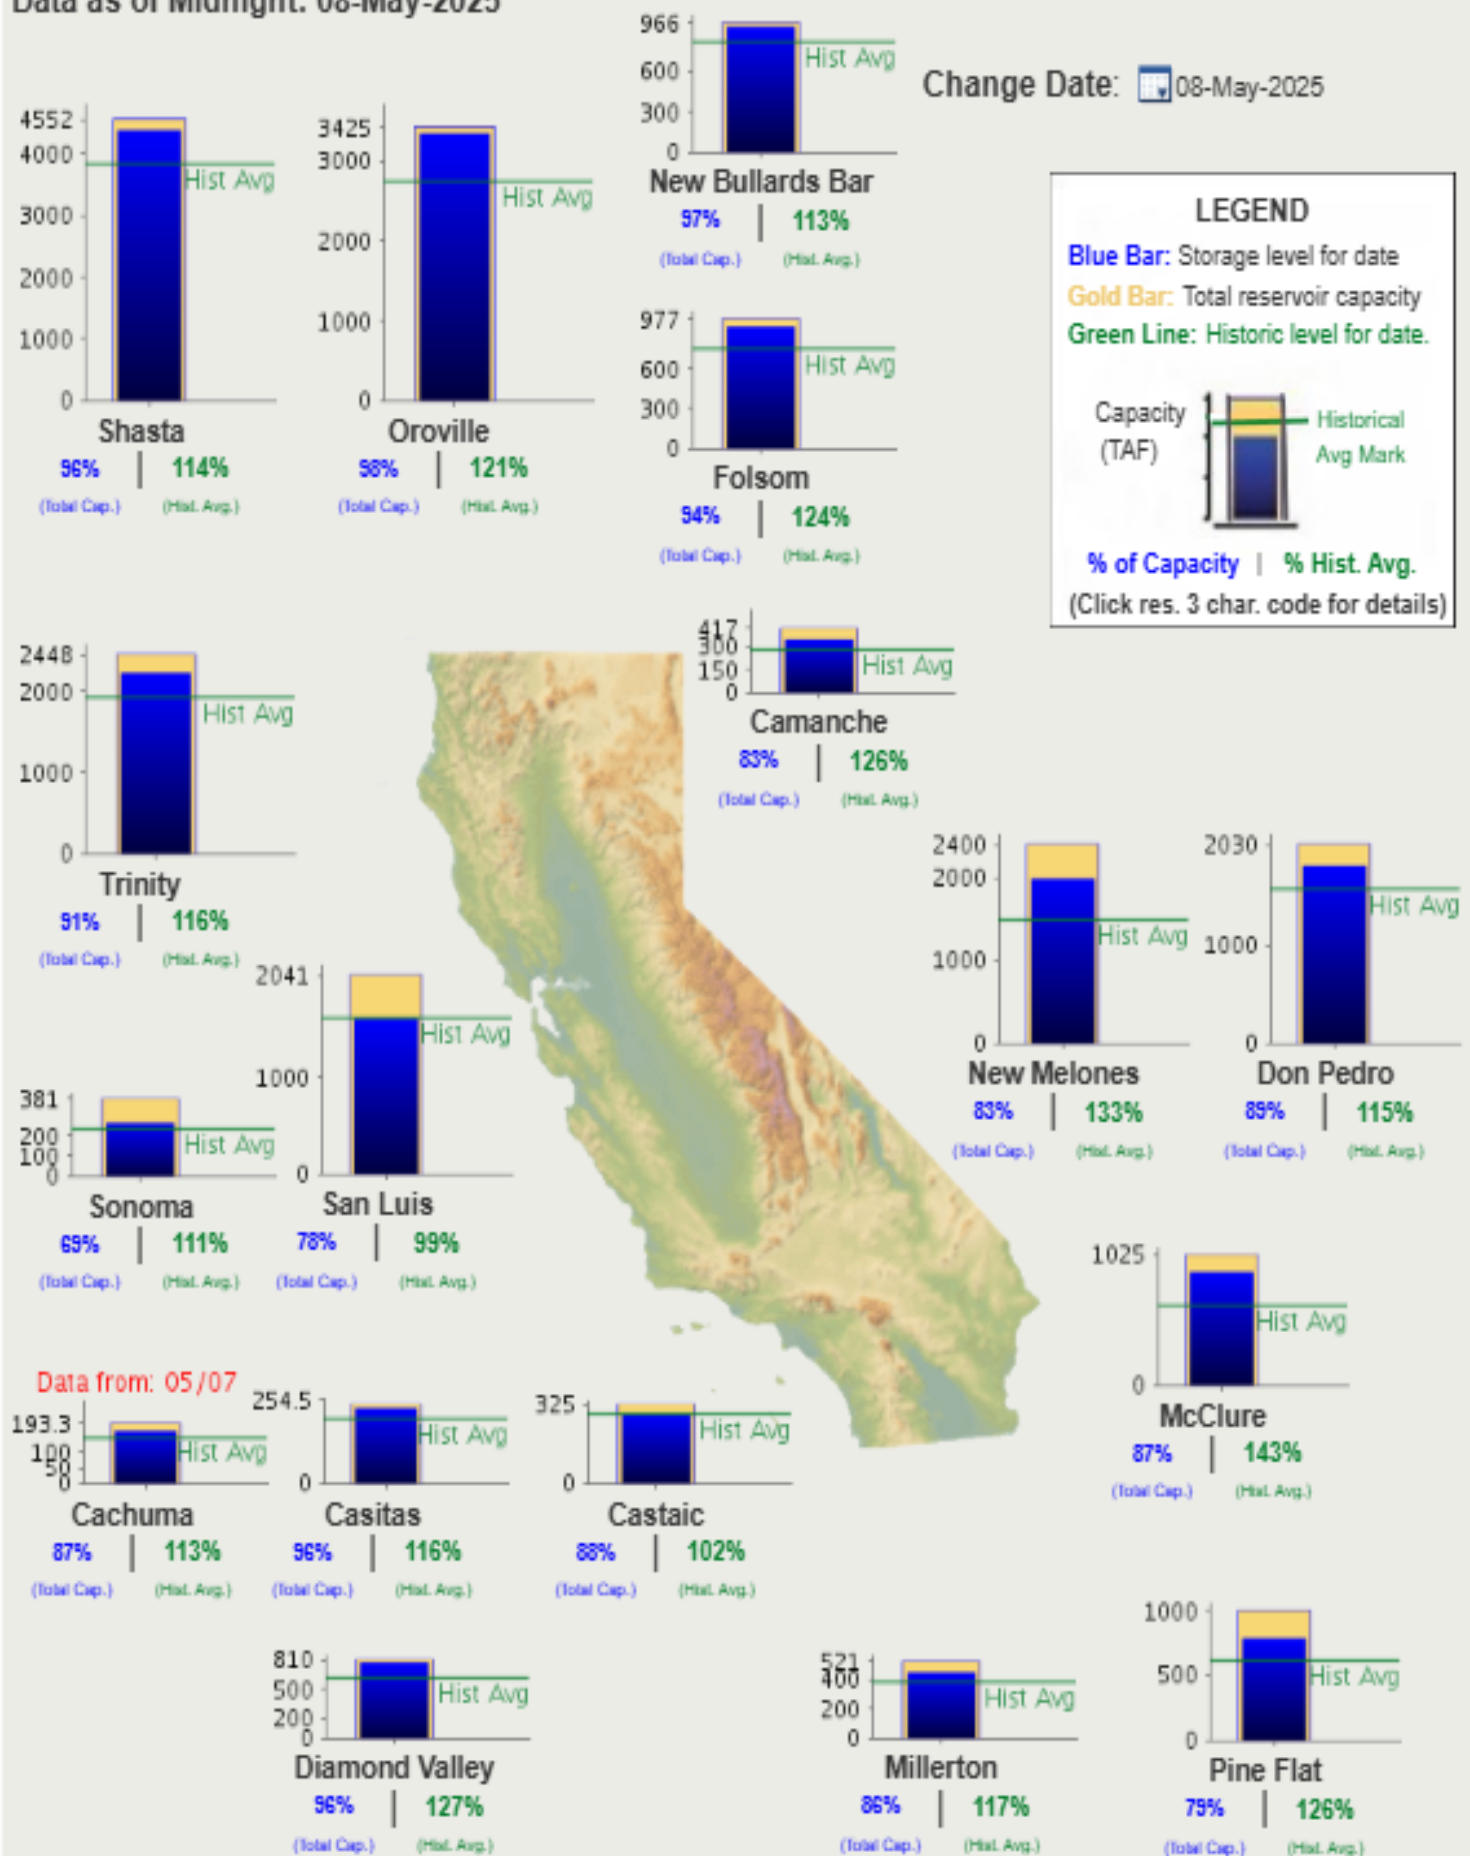 Data as of Midnight: 08-May-2025
966
600
300
0
Hist Avg
New Bullards Bar
97% | 113%
(Total Cap.) (Hist. Avg.)
Change Date: 08-May-2025
4552
4000
3000
2000
1000
0
Hist Avg
Shasta
96% | 114%
(Total Cap.) (Hist. Avg.)
3425
3000
2000
1000
0
Hist Avg
Oroville
98% | 121%
(Total Cap.) (Hist. Avg.)
977
600
300
0
Hist Avg
Folsom
94% | 124%
(Total Cap.) (Hist. Avg.)
LEGEND
Blue Bar: Storage level for date
Gold Bar: Total reservoir capacity
Green Line: Historic level for date.
Capacity
(TAF)
Historical
Avg Mark
% of Capacity | % Hist. Avg.
(Click res. 3 char. code for details)
2448
2000
1000
0
Hist Avg
Trinity
91% | 116%
(Total Cap.) (Hist. Avg.)
417
300
150
0
Hist Avg
Camanche
83% | 126%
(Total Cap.) (Hist. Avg.)
2400
2000
1000
0
Hist Avg
New Melones
83% | 133%
(Total Cap.) (Hist. Avg.)
2030
1000
0
Hist Avg
Don Pedro
89% | 115%
(Total Cap.) (Hist. Avg.)
381
200
100
0
Hist Avg
Sonoma
69% | 111%
(Total Cap.) (Hist. Avg.)
2041
1000
0
Hist Avg
San Luis
78% | 99%
(Total Cap.) (Hist. Avg.)
1025
0
Hist Avg
McClure
87% | 143%
(Total Cap.) (Hist. Avg.)
Data from: 05/07
193.3
100
50
0
Hist Avg
Cachuma
87% | 113%
(Total Cap.) (Hist. Avg.)
254.5
0
Hist Avg
Casitas
96% | 116%
(Total Cap.) (Hist. Avg.)
325
0
Hist Avg
Castaic
88% | 102%
(Total Cap.) (Hist. Avg.)
810
500
200
0
Hist Avg
Diamond Valley
96% | 127%
(Total Cap.) (Hist. Avg.)
521
400
200
0
Hist Avg
Millerton
86% | 117%
(Total Cap.) (Hist. Avg.)
1000
500
0
Hist Avg
Pine Flat
79% | 126%
(Total Cap.) (Hist. Avg.)